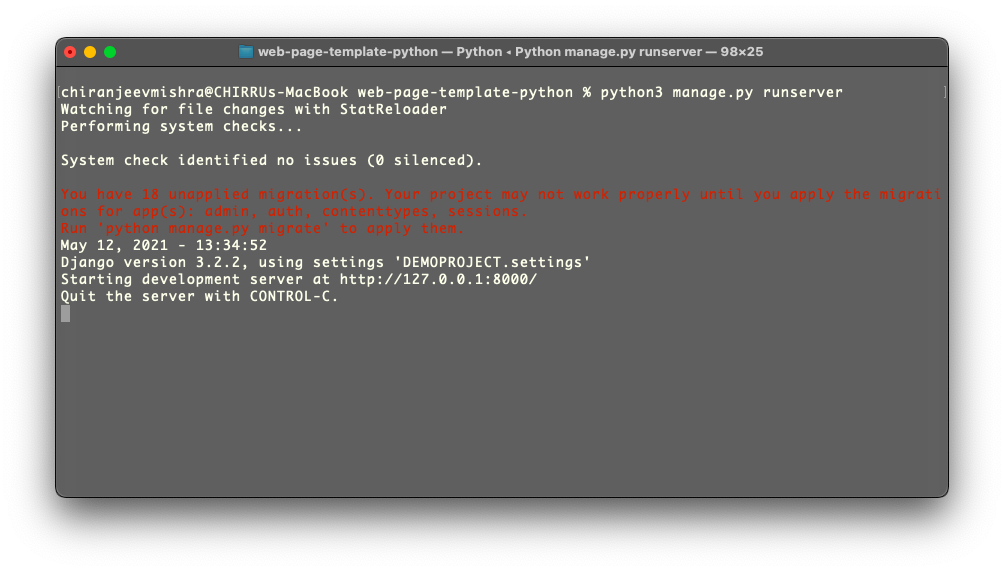 web-page-template-python — Python ◂ Python manage.py runserver — 98×25
[chiranjeevmishra@CHIRRUs-MacBook web-page-template-python % python3 manage.py runserver ]
Watching for file changes with StatReloader
Performing system checks...
System check identified no issues (0 silenced).
You have 18 unapplied migration(s). Your project may not work properly until you apply the migrati
ons for app(s): admin, auth, contenttypes, sessions.
Run 'python manage.py migrate' to apply them.
May 12, 2021 - 13:34:52
Django version 3.2.2, using settings 'DEMOPROJECT.settings'
Starting development server at http://127.0.0.1:8000/
Quit the server with CONTROL-C.